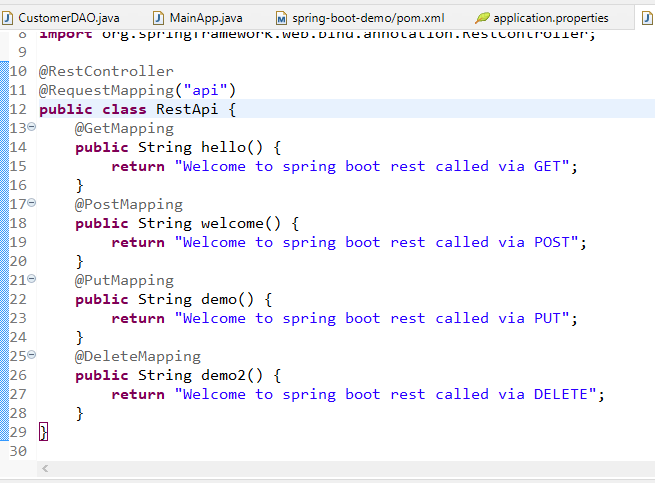 CustomerDAO.java MainApp.java spring-boot-demo/pom.xml application.properties
8 import org.springframework.web.bind.annotation.RestController;
9
10 @RestController
11 @RequestMapping("api")
12 public class RestApi {
13 @GetMapping
14 public String hello() {
15 return "Welcome to spring boot rest called via GET";
16 }
17 @PostMapping
18 public String welcome() {
19 return "Welcome to spring boot rest called via POST";
20 }
21 @PutMapping
22 public String demo() {
23 return "Welcome to spring boot rest called via PUT";
24 }
25 @DeleteMapping
26 public String demo2() {
27 return "Welcome to spring boot rest called via DELETE";
28 }
29 }
30